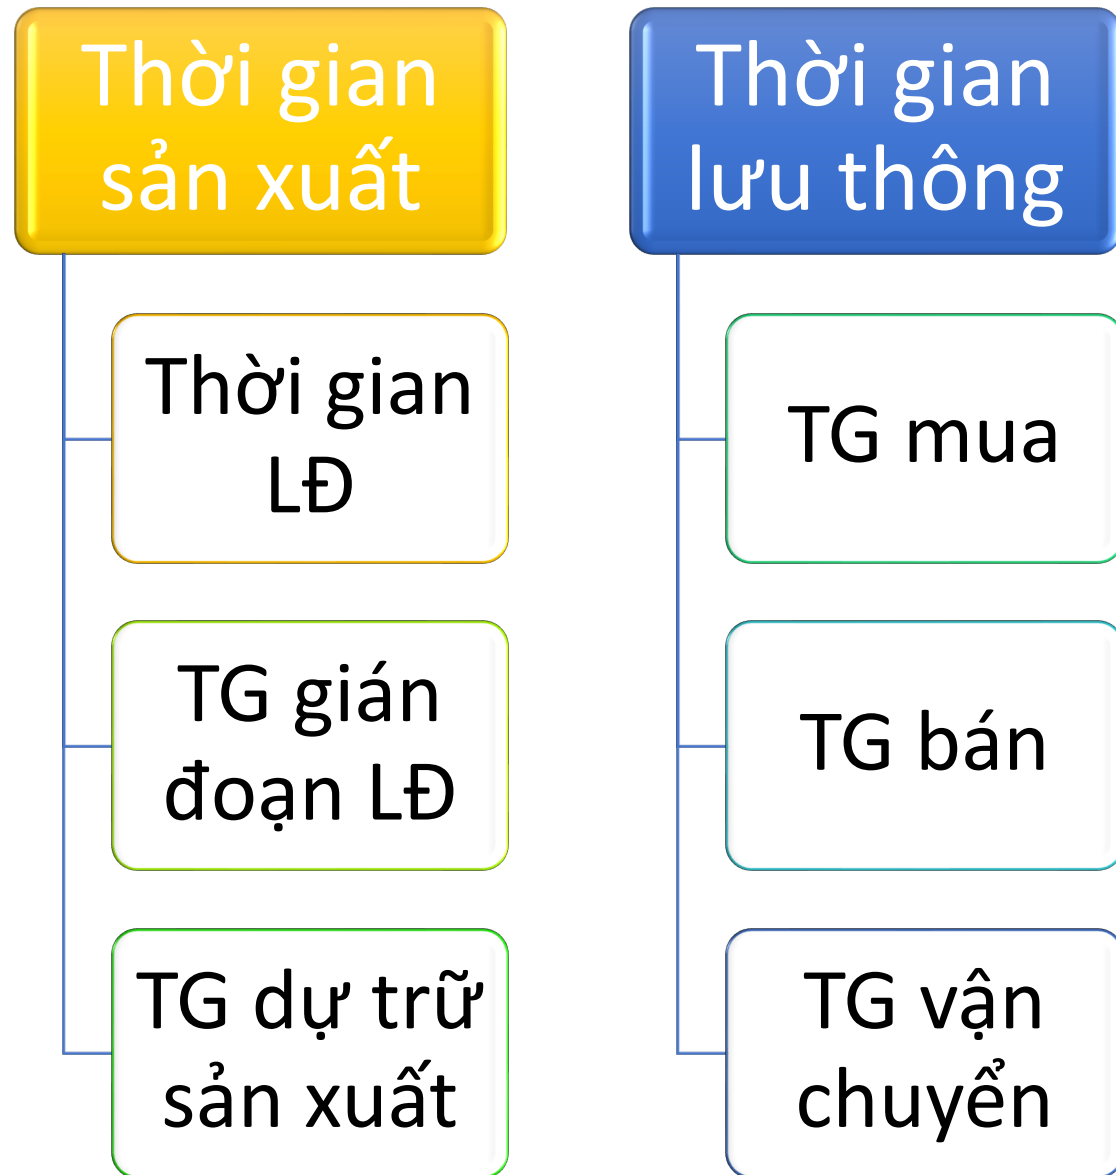 Thời gian
sản xuất
Thời gian
LĐ
TG gián
đoạn LĐ
TG dự trữ
sản xuất
Thời gian
lưu thông
TG mua
TG bán
TG vận
chuyển